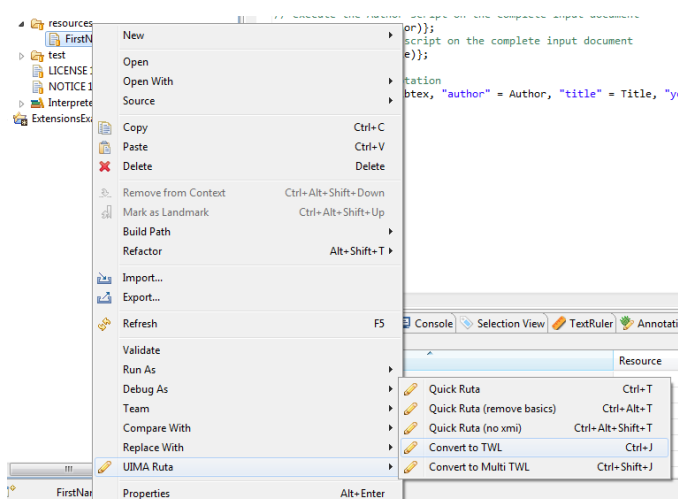 // execute the Author script on the complete input document
resources
or)};
FirstN
script on the complete input document
e)};
test
LICENSE
NOTICE
Interprete
ExtensionsExa
tation
btex, "author" = Author, "title" = Title, "ye
New
Open
Open With
Source
Copy Ctrl+C
Paste Ctrl+V
Delete Delete
Remove from Context Ctrl+Alt+Shift+Down
Mark as Landmark Ctrl+Alt+Shift+Up
Build Path
Refactor Alt+Shift+T
Import...
Export...
Refresh F5
Validate
Run As
Debug As
Team
Compare With
Replace With
UIMA Ruta
Properties Alt+Enter
Console Selection View TextRuler Annotati
Resource
Quick Ruta Ctrl+T
Quick Ruta (remove basics) Ctrl+Alt+T
Quick Ruta (no xmi) Ctrl+Alt+Shift+T
Convert to TWL Ctrl+J
Convert to Multi TWL Ctrl+Shift+J
FirstNar